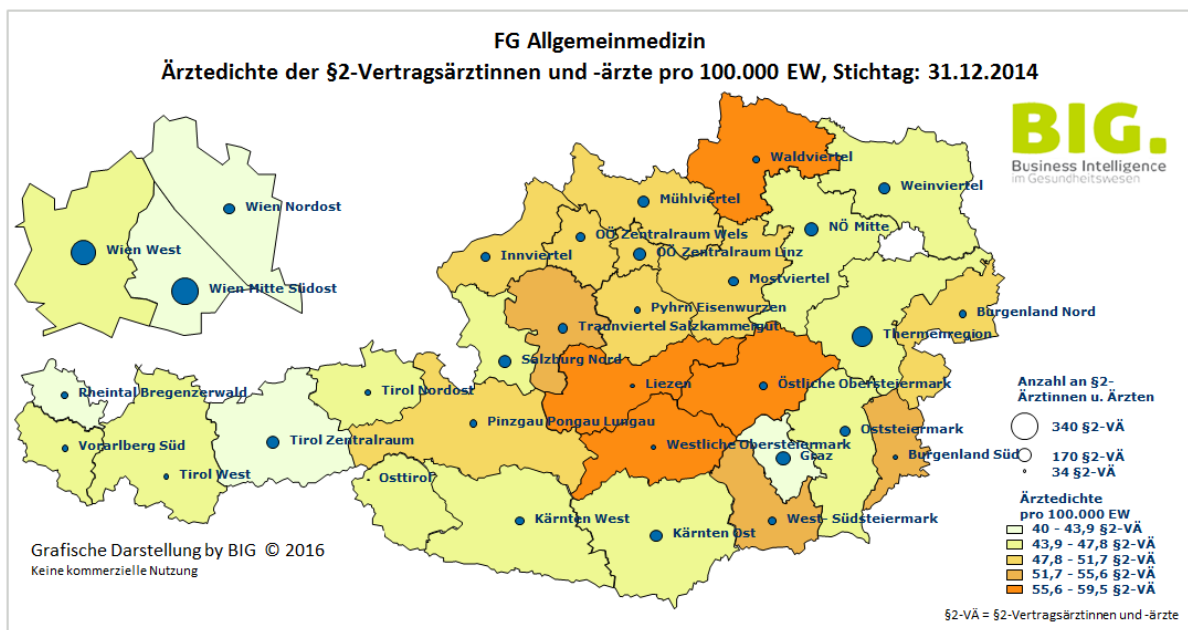 FG Allgemeinmedizin
Ärztedichte der §2-Vertragsärztinnen und -ärzte pro 100.000 EW, Stichtag: 31.12.2014
BIG.
Business Intelligence
im Gesundheitswesen
Waldviertel
Weinviertel
Mühlviertel
Wien Nordost
NÖ Mitte
OÖ Zentralraum Wels
Wien West
OÖ Zentralraum Linz
Innviertel
Mostviertel
Wien Mitte Südost
Pyhrn Eisenwurzen
Burgenland Nord
Traunviertel Salzkammergut
Thermenregion
Salzburg Nord
Liezen
Östliche Obersteiermark
Rheintal Bregenzerwald
Tirol Nordost
Pinzgau Pongau Lungau
Oststeiermark
Tirol Zentralraum
Vorarlberg Süd
Westliche Obersteiermark
Graz
Burgenland Süd
Tirol West
Osttirol
Kärnten West
West- Südsteiermark
Kärnten Ost
Anzahl an §2-
Ärztinnen u. Ärzten
340 §2-VÄ
170 §2-VÄ
34 §2-VÄ
Ärztedichte
pro 100.000 EW
40 - 43,9 §2-VÄ
43,9 - 47,8 §2-VÄ
47,8 - 51,7 §2-VÄ
51,7 - 55,6 §2-VÄ
55,6 - 59,5 §2-VÄ
Grafische Darstellung by BIG © 2016
Keine kommerzielle Nutzung
§2-VÄ = §2-Vertragsärztinnen und -ärzte